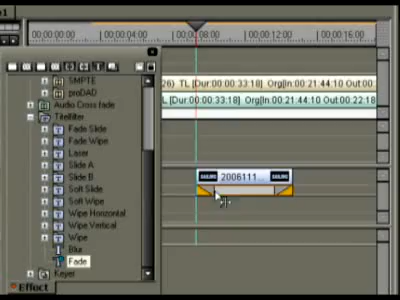 00:00:00:00
00:00:04:00
00:00:08:00
00:00:12:00
00:00:16:00
SMPTE
proDAD
Audio Cross fade
Titlefilter
Fade Slide
Fade Wipe
Laser
Slide A
Slide B
Soft Slide
Soft Wipe
Wipe Horizontal
Wipe Vertical
Wipe
Blur
Fade
Keyer
Effect
26) TL [Dur:00:00:33:18) Org[In:00:21:44:10 Out:00:
TL [Dur:00:00:33:18) Org[In:00:21:44:10 Out:00:22:18
2006111...